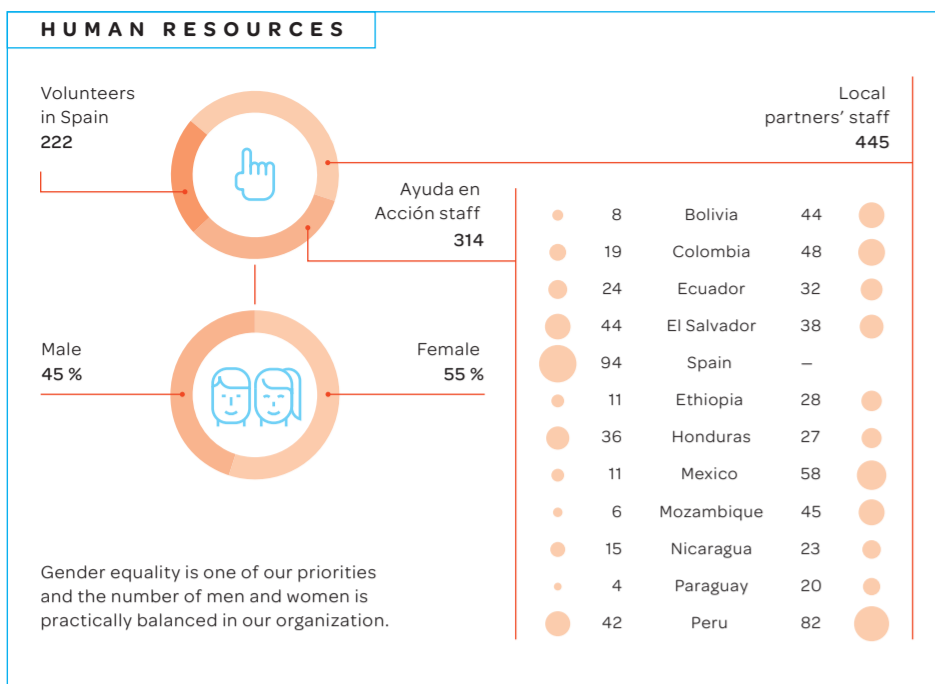 HUMAN RESOURCES
Volunteers
in Spain
222
Local
partners’ staff
445
Ayuda en
Acción staff
314
8 Bolivia 44
19 Colombia 48
24 Ecuador 32
44 El Salvador 38
94 Spain –
11 Ethiopia 28
36 Honduras 27
11 Mexico 58
6 Mozambique 45
15 Nicaragua 23
4 Paraguay 20
42 Peru 82
Male
45 %
Female
55 %
Gender equality is one of our priorities
and the number of men and women is
practically balanced in our organization.